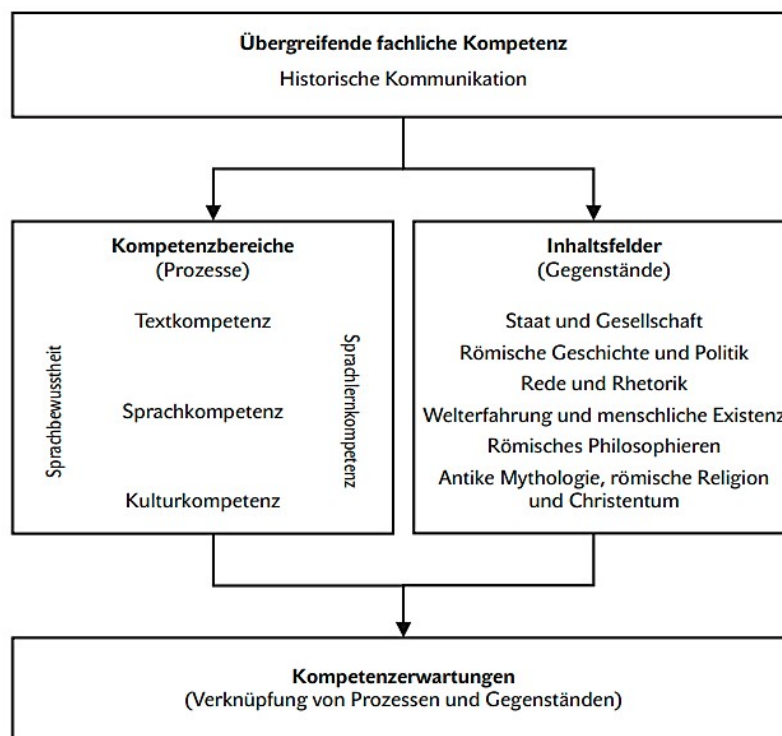 Übergreifende fachliche Kompetenz
Historische Kommunikation
Kompetenzbereiche
(Prozesse)
Textkompetenz
Sprachbewusstheit
Sprachlernkompetenz
Sprachkompetenz
Kulturkompetenz
Inhaltsfelder
(Gegenstände)
Staat und Gesellschaft
Römische Geschichte und Politik
Rede und Rhetorik
Welterfahrung und menschliche Existenz
Römisches Philosophieren
Antike Mythologie, römische Religion
und Christentum
Kompetenzerwartungen
(Verknüpfung von Prozessen und Gegenständen)